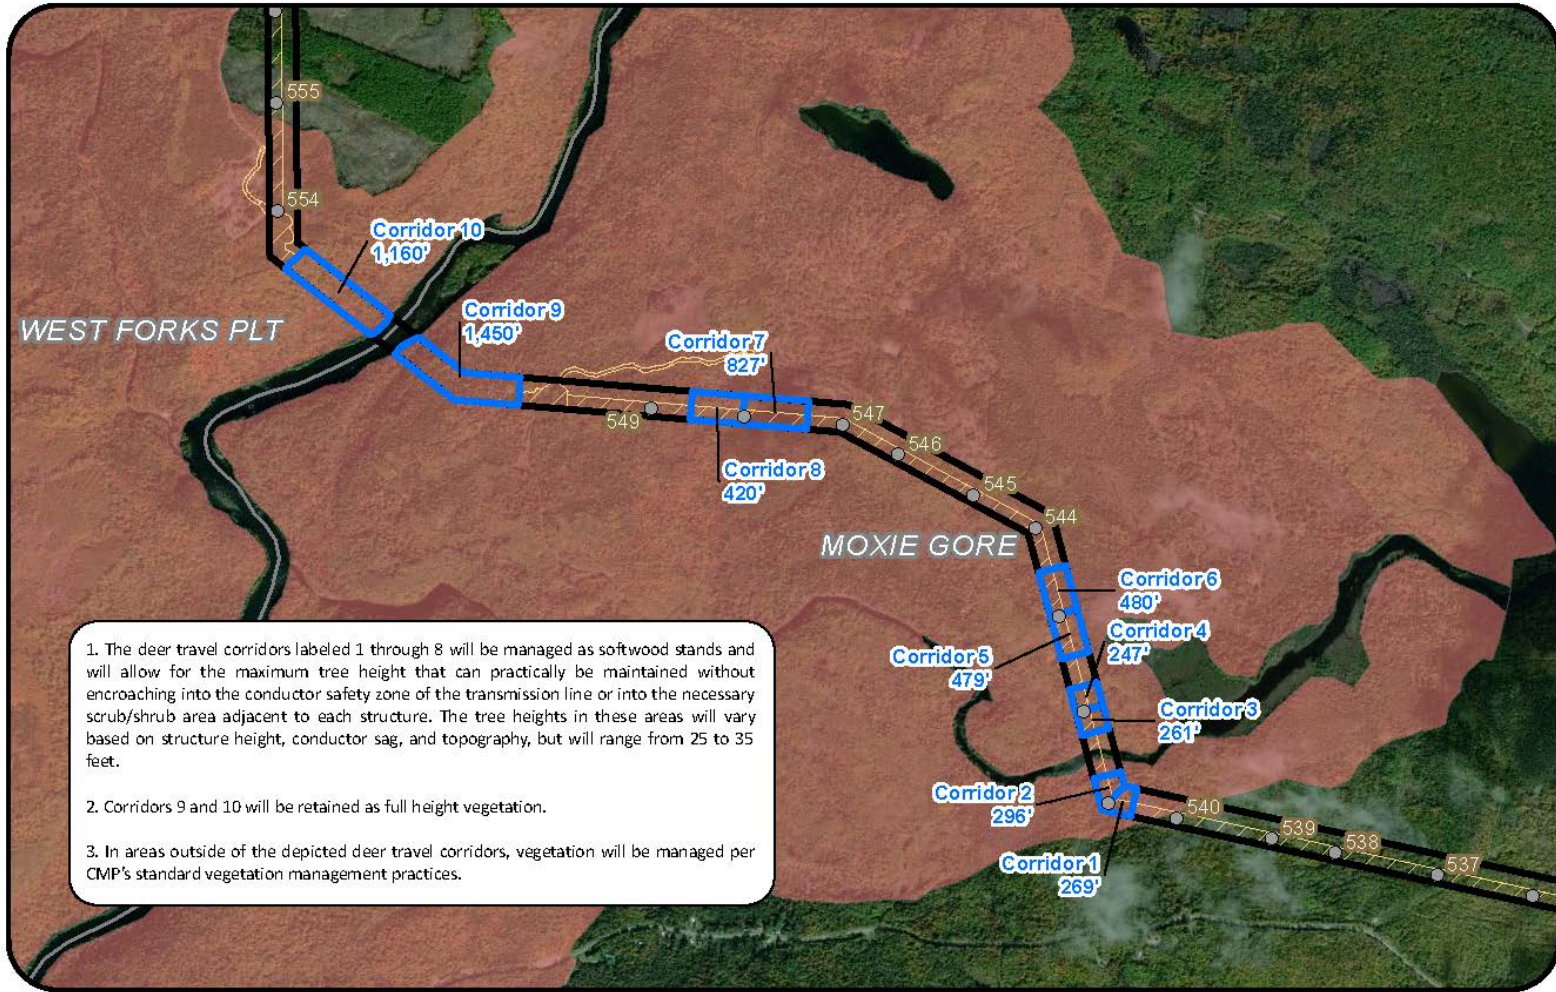 555
554
Corridor 10
1,160'
WEST FORKS PLT
Corridor 9
1,450'
Corridor 7
827'
549
547
546
Corridor 8
420'
545
544
MOXIE GORE
Corridor 6
480'
Corridor 4
247'
Corridor 5
479'
Corridor 3
261'
Corridor 2
296'
540
539
538
537
Corridor 1
269'
1. The deer travel corridors labeled 1 through 8 will be managed as softwood stands and
will allow for the maximum tree height that can practically be maintained without
encroaching into the conductor safety zone of the transmission line or into the necessary
scrub/shrub area adjacent to each structure. The tree heights in these areas will vary
based on structure height, conductor sag, and topography, but will range from 25 to 35
feet.
2. Corridors 9 and 10 will be retained as full height vegetation.
3. In areas outside of the depicted deer travel corridors, vegetation will be managed per
CMP's standard vegetation management practices.